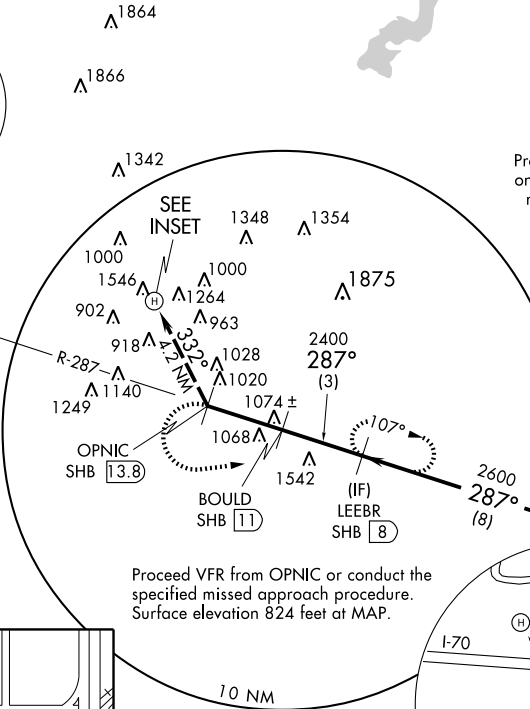 1864
1866
1342
Pro
on
SEE
INSET
1348
1354
1000
1546
1000
1264
1875
H
902
963
918
332°
4.2 NM
2400
287°
(3)
R-287
1028
1020
1140
1249
1074 ±
107°
OPNIC
SHB 13.8
1068
1542
BOULD
SHB 11
(IF)
LEEBR
SHB 8
2600
287°
(8)
Proceed VFR from OPNIC or conduct the
specified missed approach procedure.
Surface elevation 824 feet at MAP.
H
I-70
10 NM
4